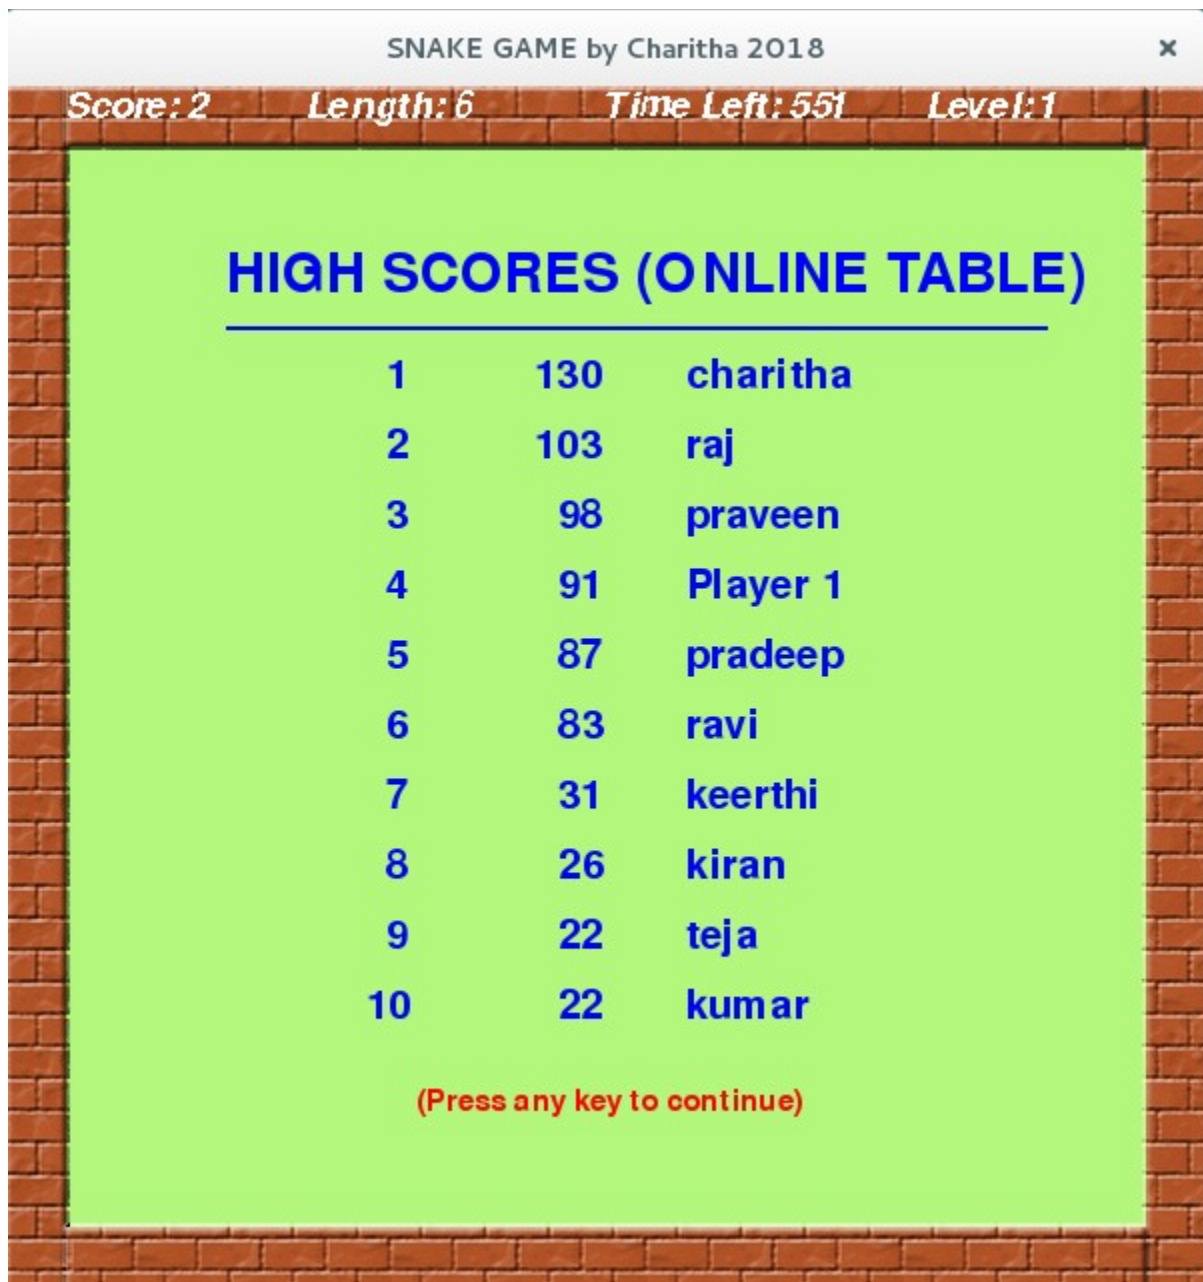 SNAKE GAME by Charitha 2018
Score: 2 Length: 6 Time Left: 551 Level: 1
HIGH SCORES (ONLINE TABLE)
1 130 charitha
2 103 raj
3 98 praveen
4 91 Player 1
5 87 pradeep
6 83 ravi
7 31 keerthi
8 26 kiran
9 22 teja
10 22 kumar
(Press any key to continue)